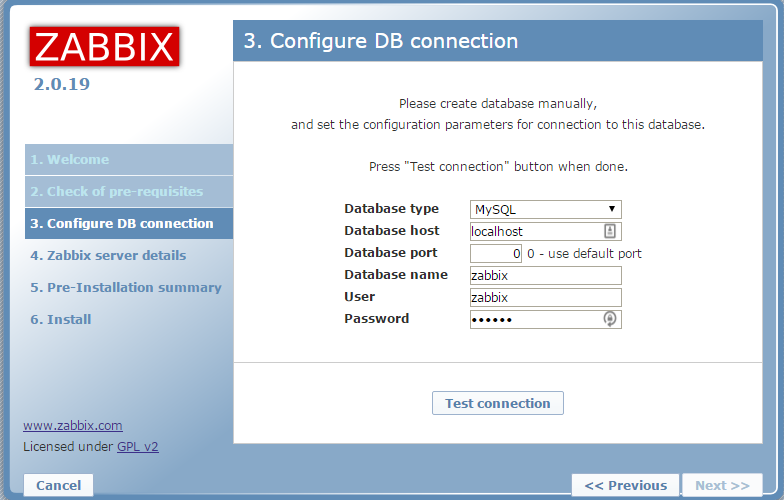 ZABBIX
2.0.19
1. Welcome
2. Check of pre-requisites
3. Configure DB connection
4. Zabbix server details
5. Pre-Installation summary
6. Install
www.zabbix.com
Licensed under GPL v2
3. Configure DB connection
Please create database manually,
and set the configuration parameters for connection to this database.
Press "Test connection" button when done.
Database type MySQL
Database host localhost
Database port 0 0 - use default port
Database name zabbix
User zabbix
Password ••••••
Test connection
Cancel << Previous Next >>